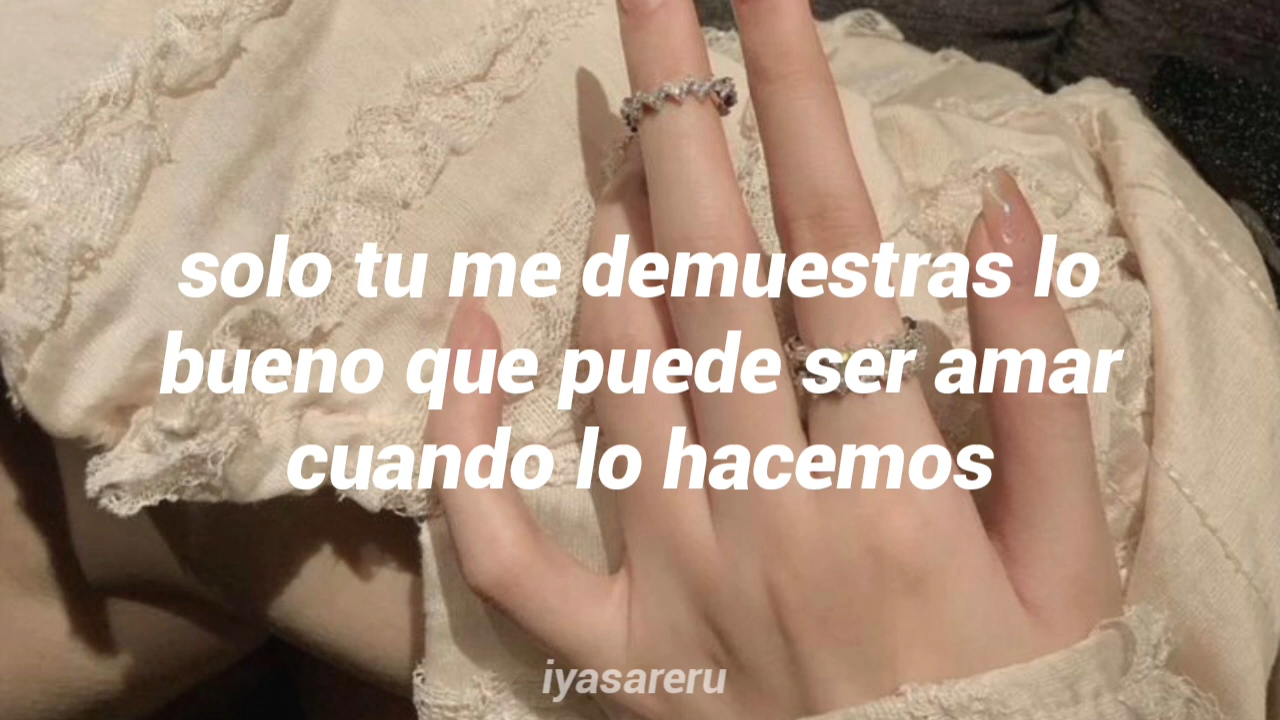 solo tu me demuestras lo
bueno que puede ser amar
cuando lo hacemos
iyasareru